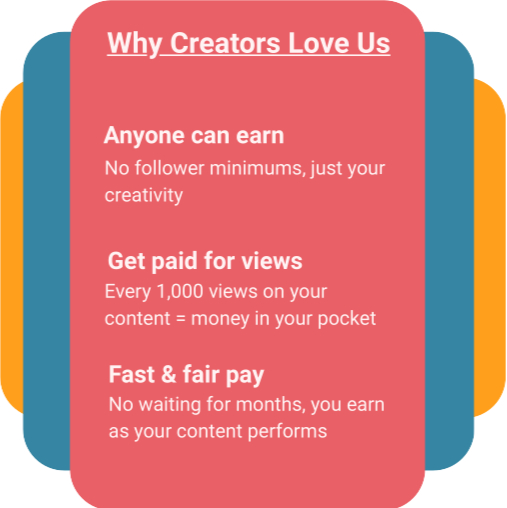 Why Creators Love Us
Anyone can earn
No follower minimums, just your
creativity
Get paid for views
Every 1,000 views on your
content = money in your pocket
Fast & fair pay
No waiting for months, you earn
as your content performs